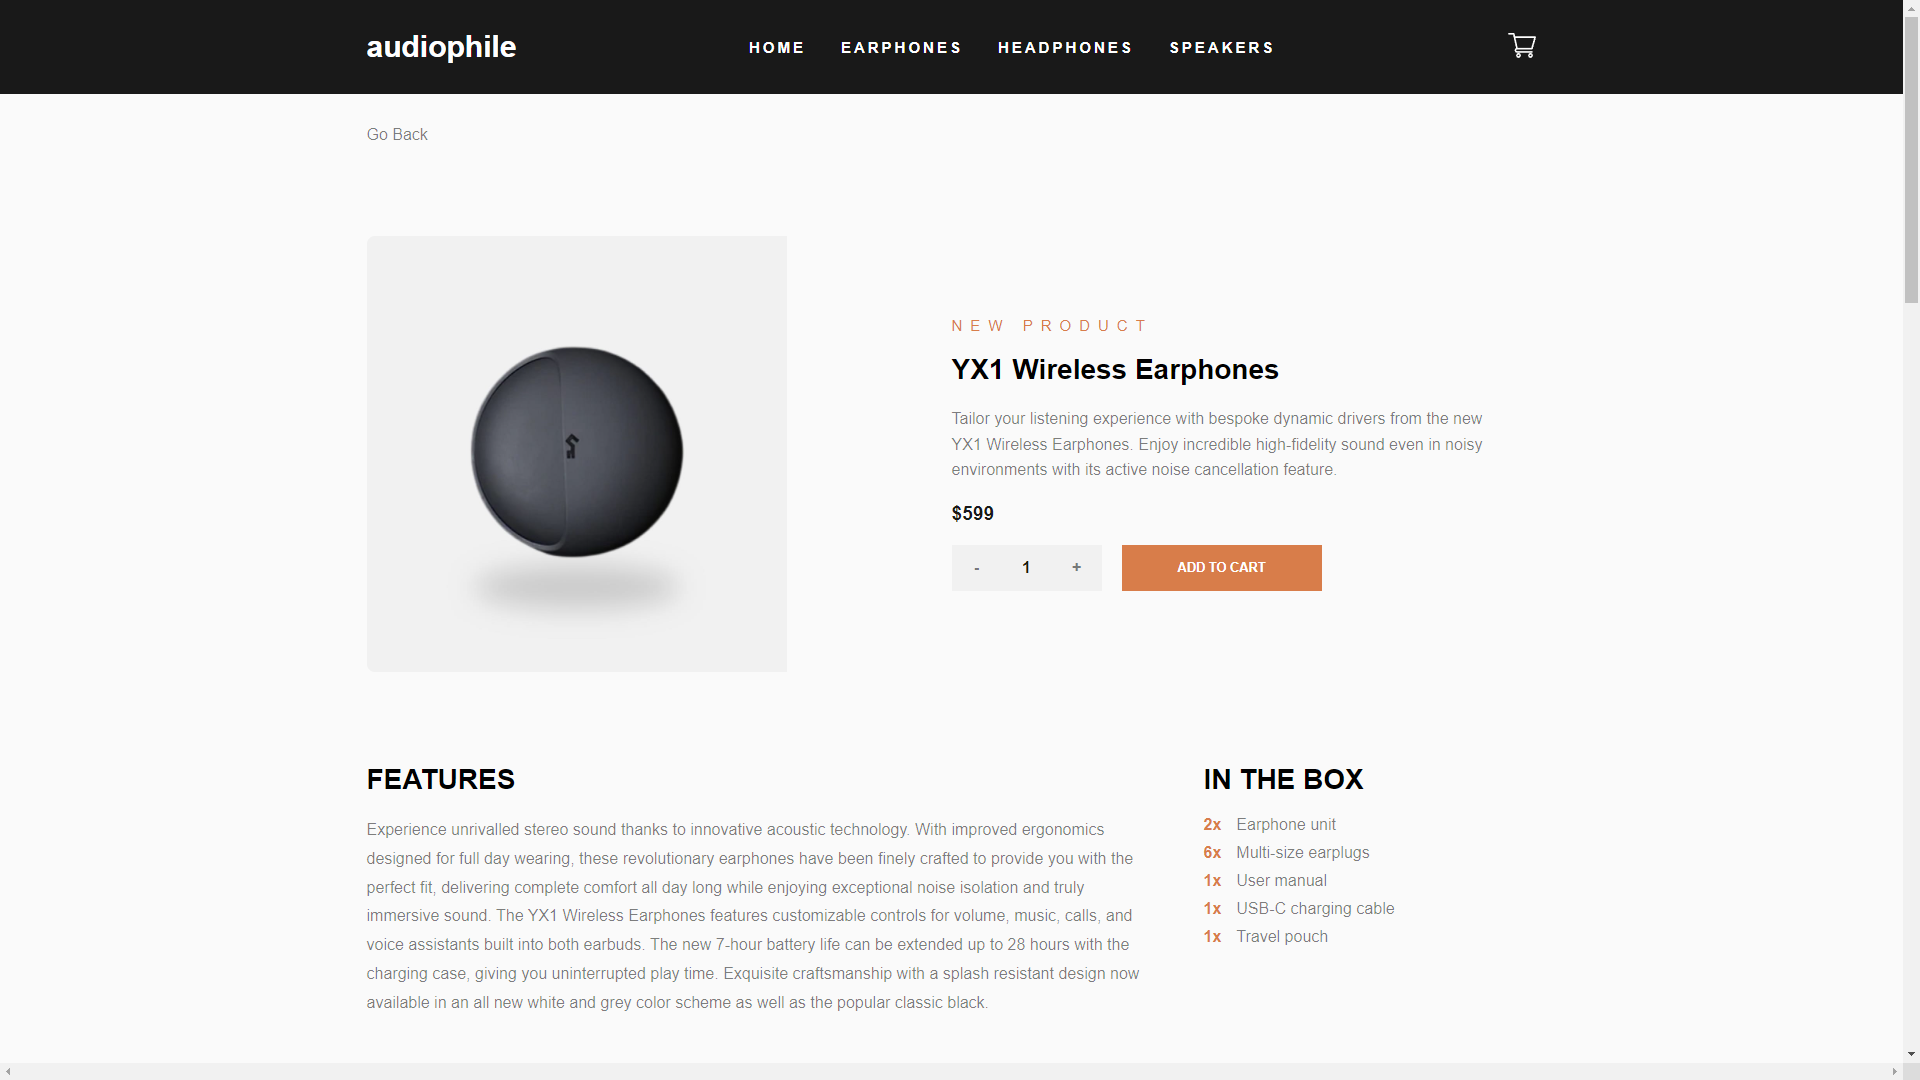 audiophile
HOME EARPHONES HEADPHONES SPEAKERS
Go Back
NEW PRODUCT
YX1 Wireless Earphones
Tailor your listening experience with bespoke dynamic drivers from the new
YX1 Wireless Earphones. Enjoy incredible high-fidelity sound even in noisy
environments with its active noise cancellation feature.
$599
- 1 + ADD TO CART
FEATURES
Experience unrivalled stereo sound thanks to innovative acoustic technology. With improved ergonomics
designed for full day wearing, these revolutionary earphones have been finely crafted to provide you with the
perfect fit, delivering complete comfort all day long while enjoying exceptional noise isolation and truly
immersive sound. The YX1 Wireless Earphones features customizable controls for volume, music, calls, and
voice assistants built into both earbuds. The new 7-hour battery life can be extended up to 28 hours with the
charging case, giving you uninterrupted play time. Exquisite craftsmanship with a splash resistant design now
available in an all new white and grey color scheme as well as the popular classic black.
IN THE BOX
2x Earphone unit
6x Multi-size earplugs
1x User manual
1x USB-C charging cable
1x Travel pouch